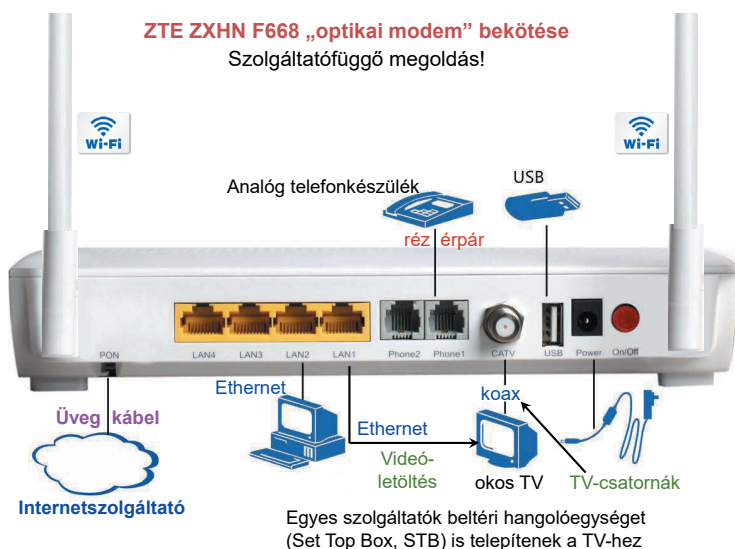 ZTE ZXHN F668 „optikai modem” bekötése
Szolgáltatófüggő megoldás!
Wi-Fi
Wi-Fi
Analóg telefonkészülék
USB
réz érpár
PON
LAN4
LAN3
LAN2
LAN1
Phone2
Phone1
CATV
USB
Power
On/Off
Üveg kábel
Ethernet
Ethernet
koax
Internetszolgáltató
Videó-
letöltés
okos TV
TV-csatornák
Egyes szolgáltatók beltéri hangolóegységet
(Set Top Box, STB) is telepítenek a TV-hez